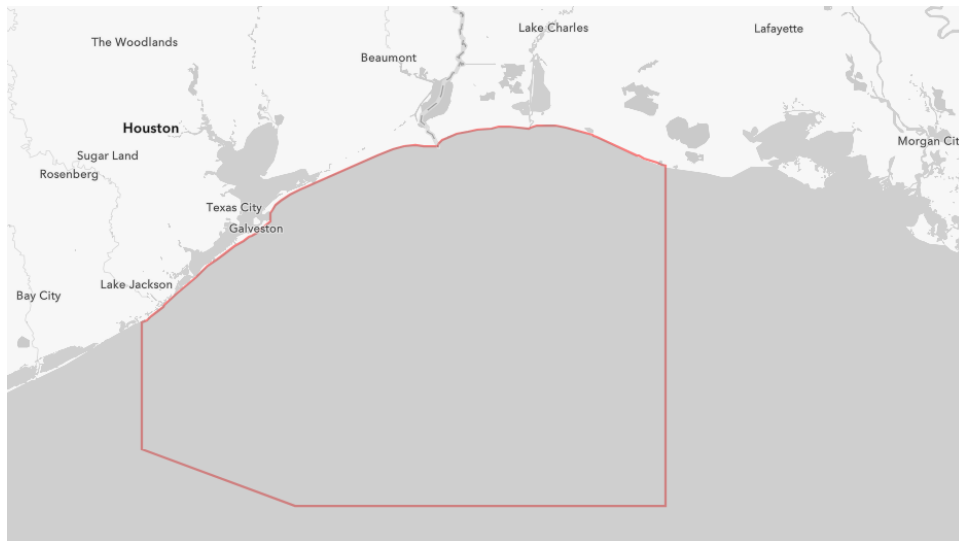 Lake Charles
Lafayette
The Woodlands
Beaumont
Houston
Morgan Cit
Sugar Land
Rosenberg
Texas City
Galveston
Lake Jackson
Bay City